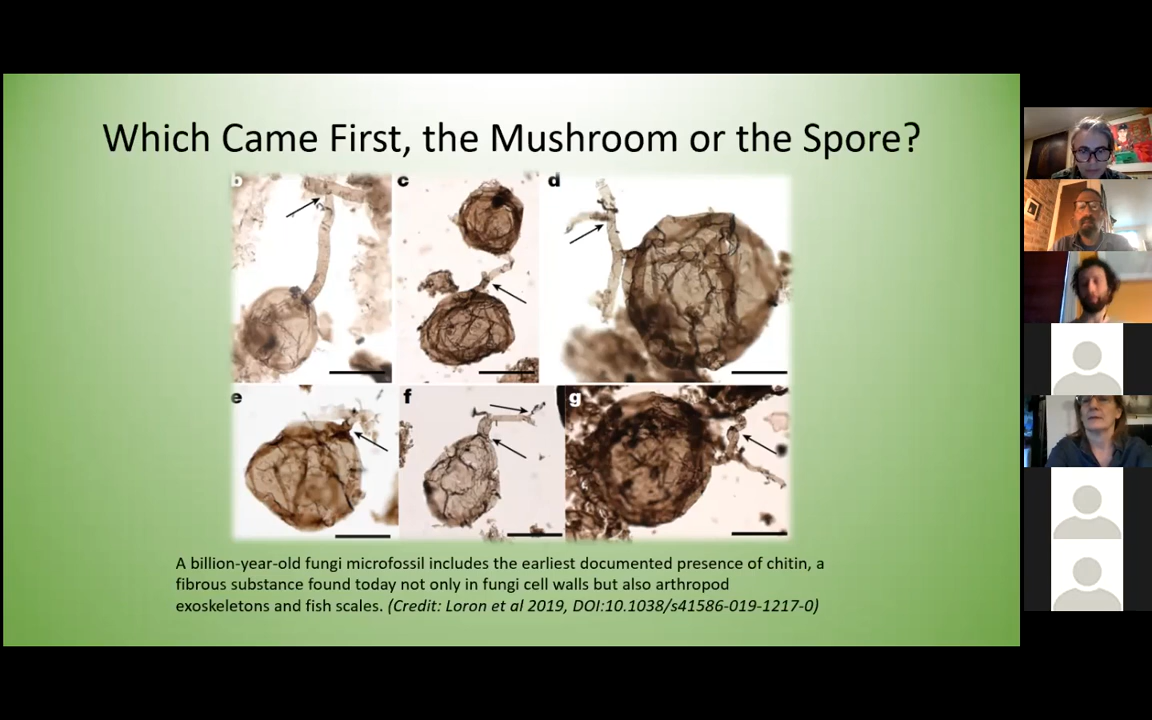 Which Came First, the Mushroom or the Spore?
b
c
d
e
f
g
A billion-year-old fungi microfossil includes the earliest documented presence of chitin, a
fibrous substance found today not only in fungi cell walls but also arthropod
exoskeletons and fish scales. (Credit: Loron et al 2019, DOI:10.1038/s41586-019-1217-0)